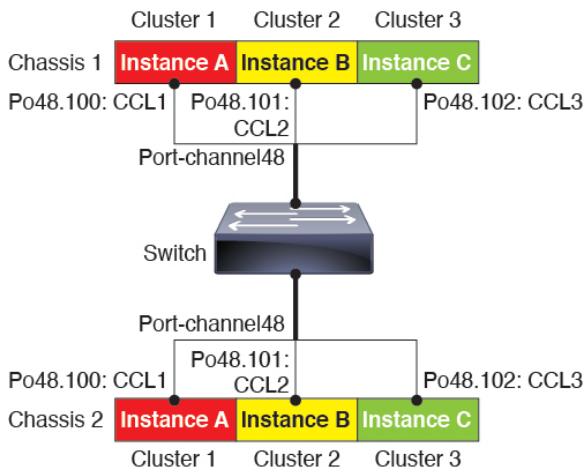 Cluster 1 Cluster 2 Cluster 3
Chassis 1 Instance A Instance B Instance C
Po48.100: CCL1 Po48.101: Po48.102: CCL3
CCL2
Port-channel48
Switch
Port-channel48
Po48.100: CCL1 Po48.101: Po48.102: CCL3
CCL2
Chassis 2 Instance A Instance B Instance C
Cluster 1 Cluster 2 Cluster 3